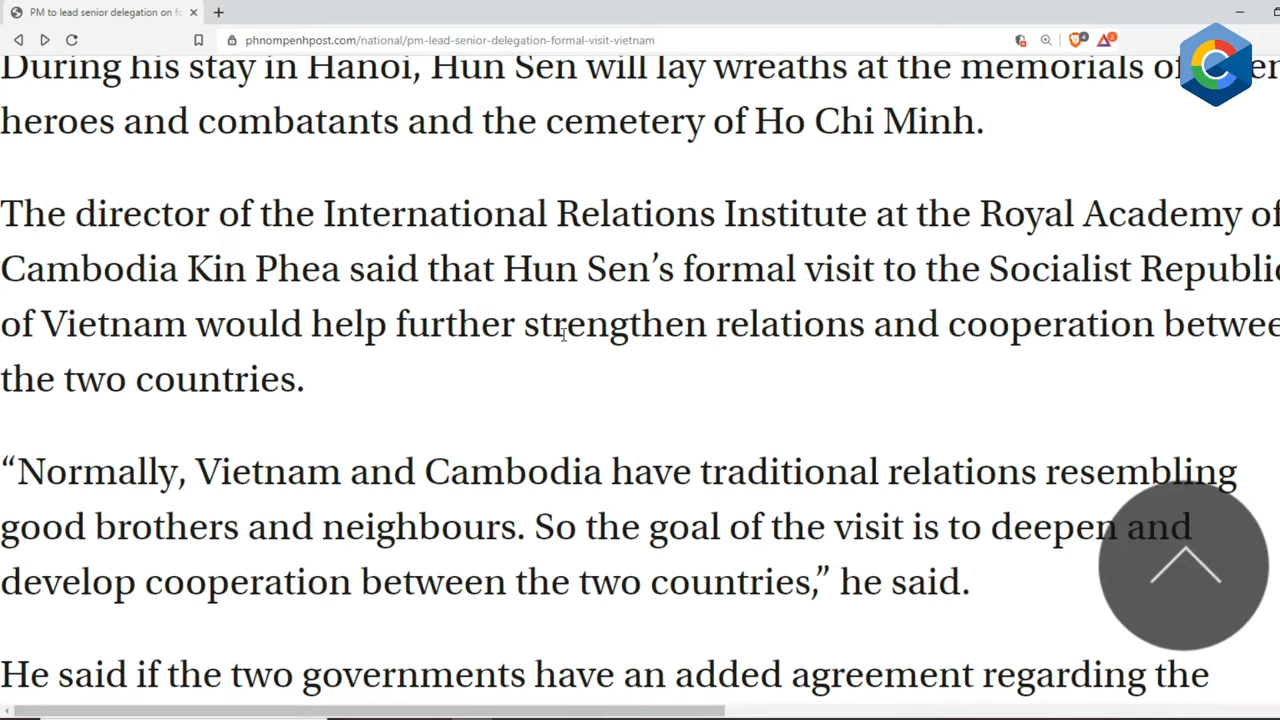 PM to lead senior delegation on fo
phnompenhpost.com/national/pm-lead-senior-delegation-formal-visit-vietnam
During his stay in Hanoi, Hun Sen will lay wreaths at the memorials of
heroes and combatants and the cemetery of Ho Chi Minh.
The director of the International Relations Institute at the Royal Academy of
Cambodia Kin Phea said that Hun Sen’s formal visit to the Socialist Republic
of Vietnam would help further strengthen relations and cooperation betwee
the two countries.
“Normally, Vietnam and Cambodia have traditional relations resembling
good brothers and neighbours. So the goal of the visit is to deepen and
develop cooperation between the two countries,” he said.
He said if the two governments have an added agreement regarding the